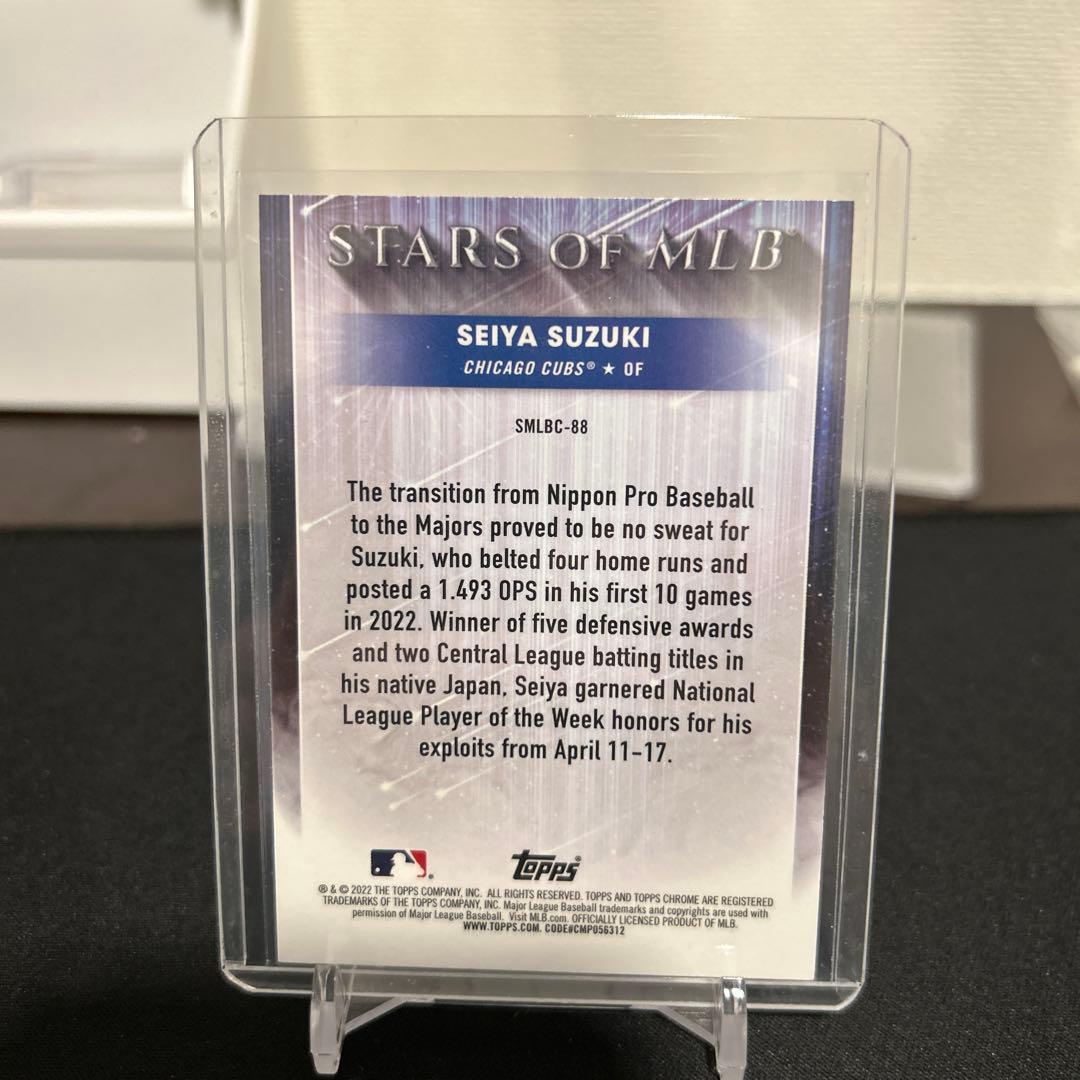 STARS OF MLB®
SEIYA SUZUKI
CHICAGO CUBS® ★ OF
SMLBC-88
The transition from Nippon Pro Baseball
to the Majors proved to be no sweat for
Suzuki, who belted four home runs and
posted a 1.493 OPS in his first 10 games
in 2022. Winner of five defensive awards
and two Central League batting titles in
his native Japan, Seiya garnered National
League Player of the Week honors for his
exploits from April 11-17.
topps®
® & © 2022 THE TOPPS COMPANY, INC. ALL RIGHTS RESERVED. TOPPS AND TOPPS CHROME ARE REGISTERED
TRADEMARKS OF THE TOPPS COMPANY, INC. Major League Baseball trademarks and copyrights are used with
permission of Major League Baseball. Visit MLB.com. OFFICIALLY LICENSED PRODUCT OF MLB.
WWW.TOPPS.COM. CODE#CMP056312